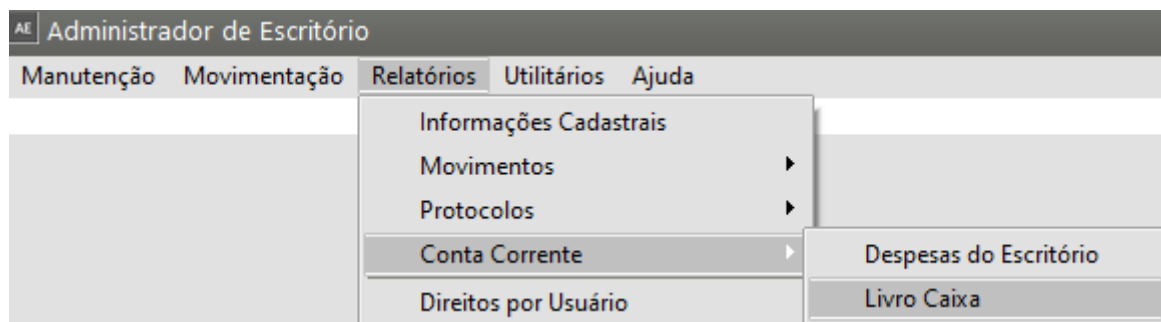 AE Administrador de Escritório
Manutenção Movimentação Relatórios Utilitários Ajuda
Informações Cadastrais
Movimentos
Protocolos
Conta Corrente
Despesas do Escritório
Livro Caixa
Direitos por Usuário